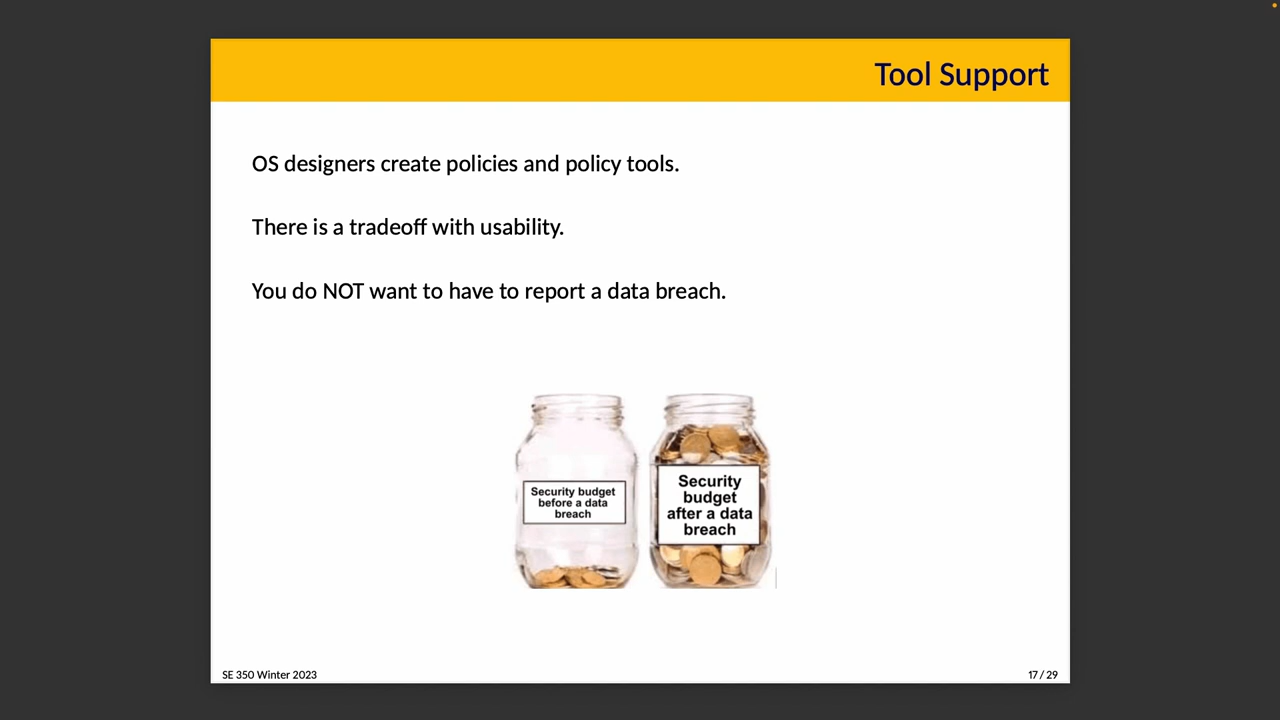 Tool Support
OS designers create policies and policy tools.
There is a tradeoff with usability.
You do NOT want to have to report a data breach.
Security budget
before a data
breach
Security
budget
after a data
breach
SE 350 Winter 2023
17 / 29